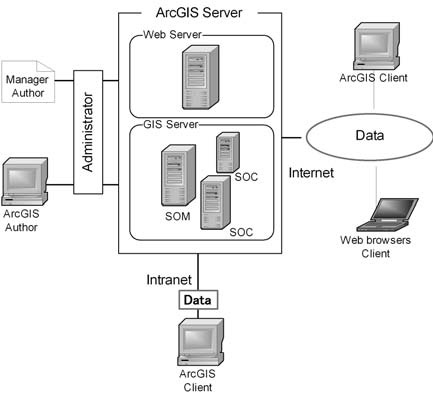 ArcGIS Server
Web Server
Manager
Author
Administrator
ArcGIS
Author
GIS Server
SOC
SOM
SOC
ArcGIS Client
Data
Internet
Web browsers
Client
Intranet
Data
ArcGIS
Client